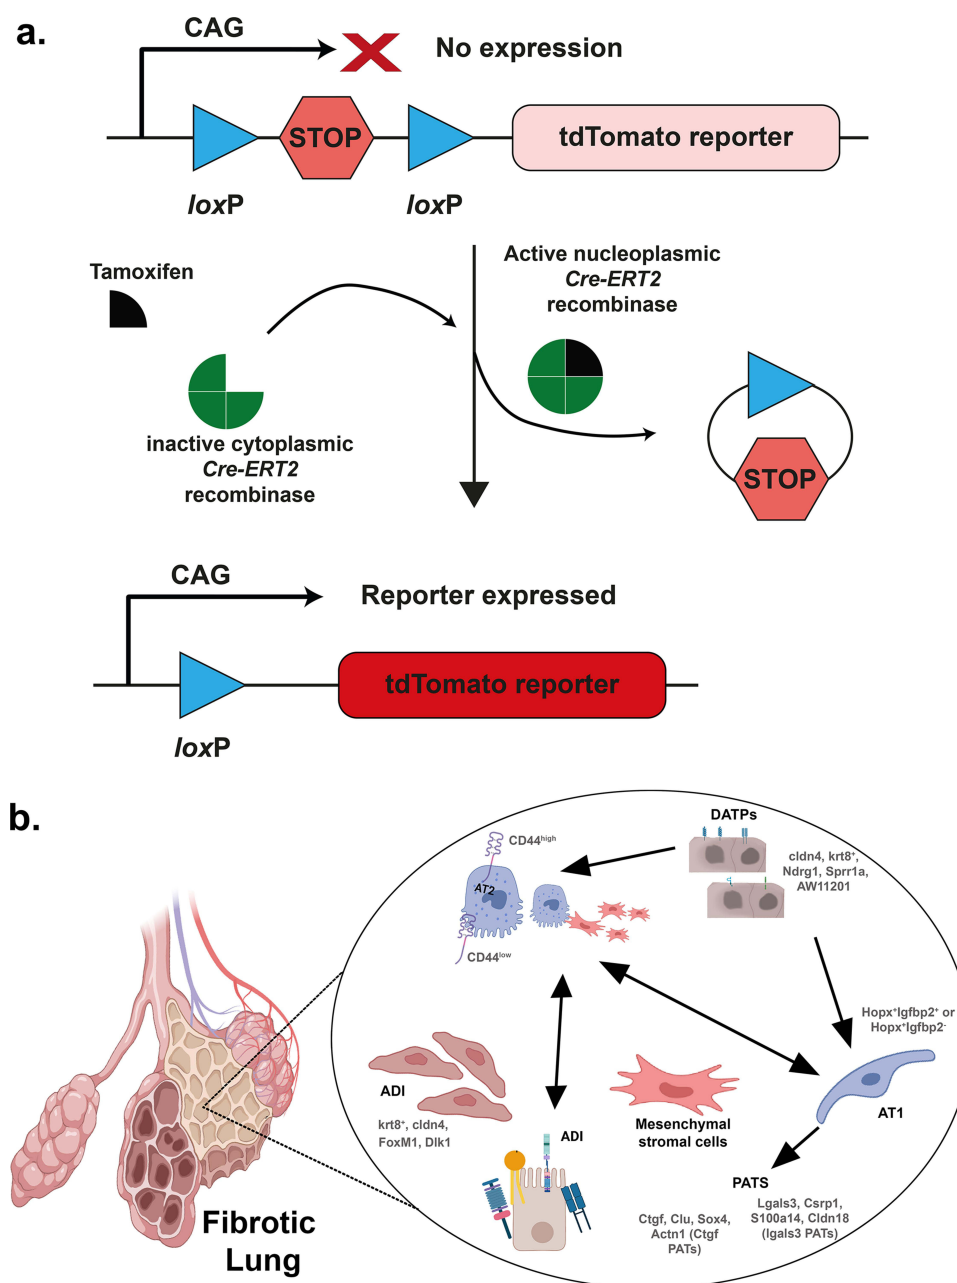 a.
CAG
No expression
STOP
tdTomato reporter
loxP
loxP
Tamoxifen
Active nucleoplasmic
Cre-ERT2
recombinase
inactive cytoplasmic
Cre-ERT2
recombinase
STOP
CAG
Reporter expressed
tdTomato reporter
loxP
b.
DATPs
CD44high
cldn4, krt8+,
Ndrg1, Sprr1a,
AW11201
AT2
CD44low
Hopx+Igfbp2+ or
Hopx+Igfbp2-
AT1
ADI
krt8+, cldn4,
FoxM1, Dlk1
Mesenchymal
stromal cells
ADI
PATS
Lgals3, Csrp1,
S100a14, Cldn18
(lgals3 PATs)
Ctgf, Clu, Sox4,
Actn1 (Ctgf
PATs)
Fibrotic
Lung